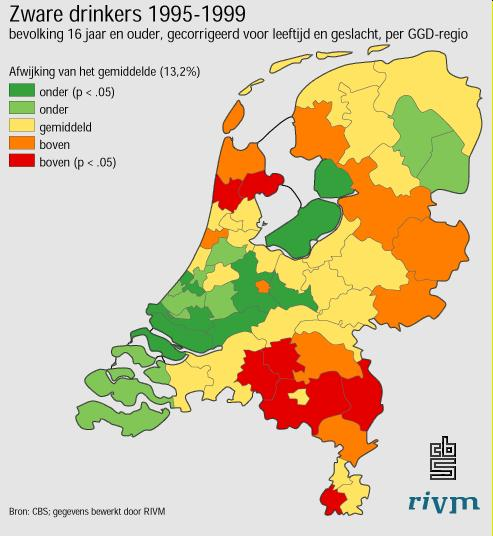 Zware drinkers 1995-1999
bevolking 16 jaar en ouder, gecorrigeerd voor leeftijd en geslacht, per GGD-regio
Afwijking van het gemiddelde (13,2%)
onder (p < .05)
onder
gemiddeld
boven
boven (p < .05)
cbs
rivm
Bron: CBS; gegevens bewerkt door RIVM